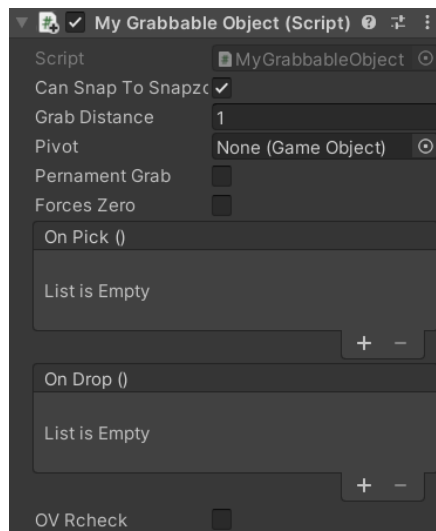 My Grabbable Object (Script)
Script MyGrabbableObject
Can Snap To Snapzo
Grab Distance 1
Pivot None (Game Object)
Pernament Grab
Forces Zero
On Pick ()
List is Empty
+ −
On Drop ()
List is Empty
+ −
OV Rcheck